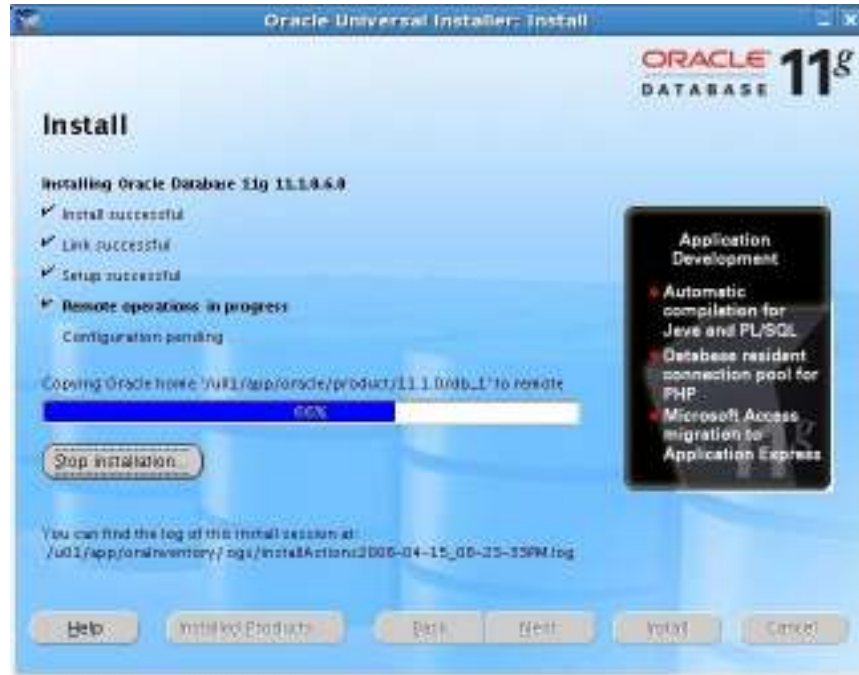 Oracle Universal Installer: Install
ORACLE 11g
DATABASE
Install
Installing Oracle Database 11g 11.1.0.6.0
Install successful
Link successful
Setup successful
Remote operations in progress
Configuration pending
Copying Oracle home '/u01/app/oracle/product/11.1.0/db_1' to remote
66%
Stop installation...
You can find the log of this install session at:
/u01/app/oraInventory/logs/installActions2008-04-15_08-25-35PM.log
Application
Development
Automatic
compilation for
Java and PL/SQL
Database resident
connection pool for
PHP
Microsoft Access
migration to
Application Express
Help
Installed Products...
Back
Next
Install
Cancel